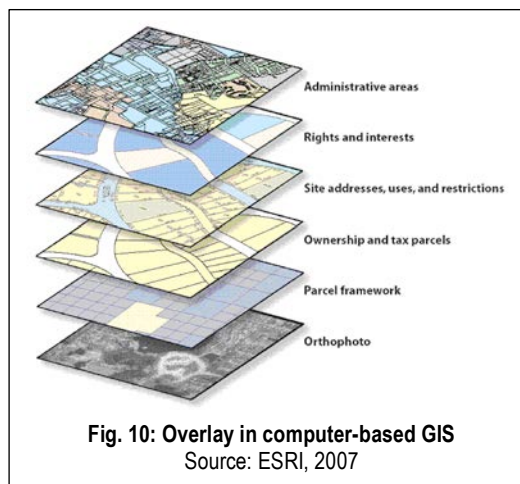 Administrative areas
Rights and interests
Site addresses, uses, and restrictions
Ownership and tax parcels
Parcel framework
Orthophoto
Fig. 10: Overlay in computer-based GIS
Source: ESRI, 2007